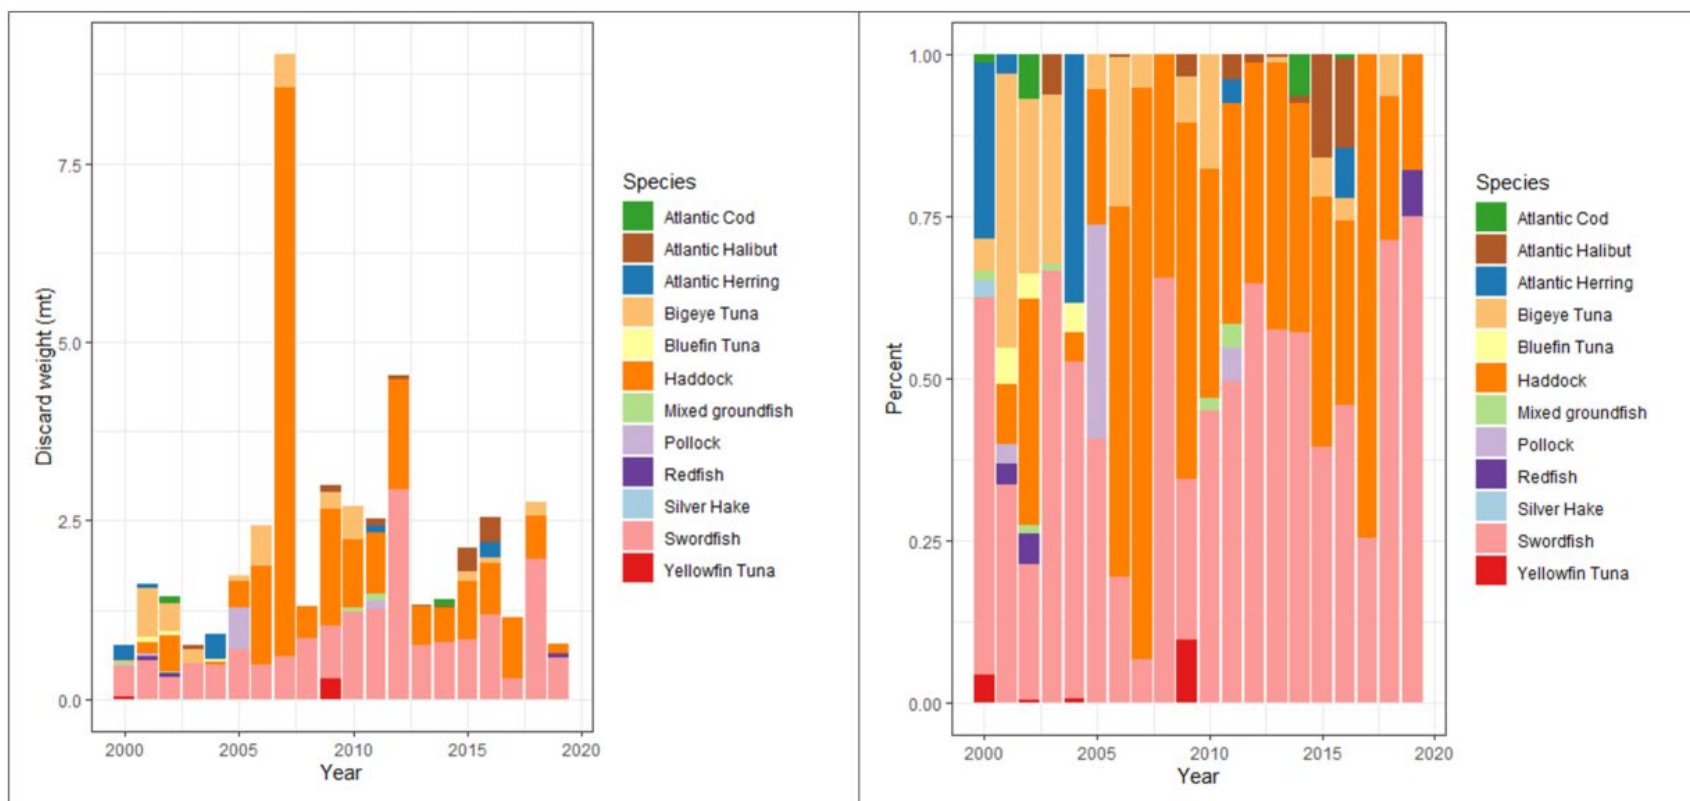 Discard weight (mt)
7.5
5.0
2.5
0.0
2000 2005 2010 2015 2020
Year
Species
Atlantic Cod
Atlantic Halibut
Atlantic Herring
Bigeye Tuna
Bluefin Tuna
Haddock
Mixed groundfish
Pollock
Redfish
Silver Hake
Swordfish
Yellowfin Tuna
Percent
1.00
0.75
0.50
0.25
0.00
2000 2005 2010 2015 2020
Year
Species
Atlantic Cod
Atlantic Halibut
Atlantic Herring
Bigeye Tuna
Bluefin Tuna
Haddock
Mixed groundfish
Pollock
Redfish
Silver Hake
Swordfish
Yellowfin Tuna